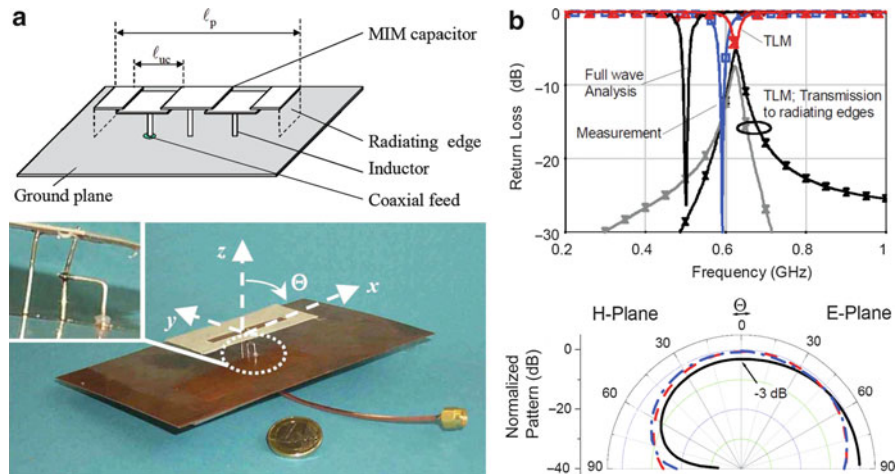 a
ℓp
ℓuc
MIM capacitor
Radiating edge
Inductor
Coaxial feed
Ground plane
z
Θ
x
y
b
Return Loss (dB)
0
−10
−20
−30
0.2
0.4
0.6
0.8
1
Frequency (GHz)
TLM
Full wave
Analysis
Measurement
TLM; Transmission
to radiating edges
H-Plane
Θ
E-Plane
Normalized
Pattern (dB)
0
-10
-20
-30
-40
90
60
30
0
30
60
90
-3 dB